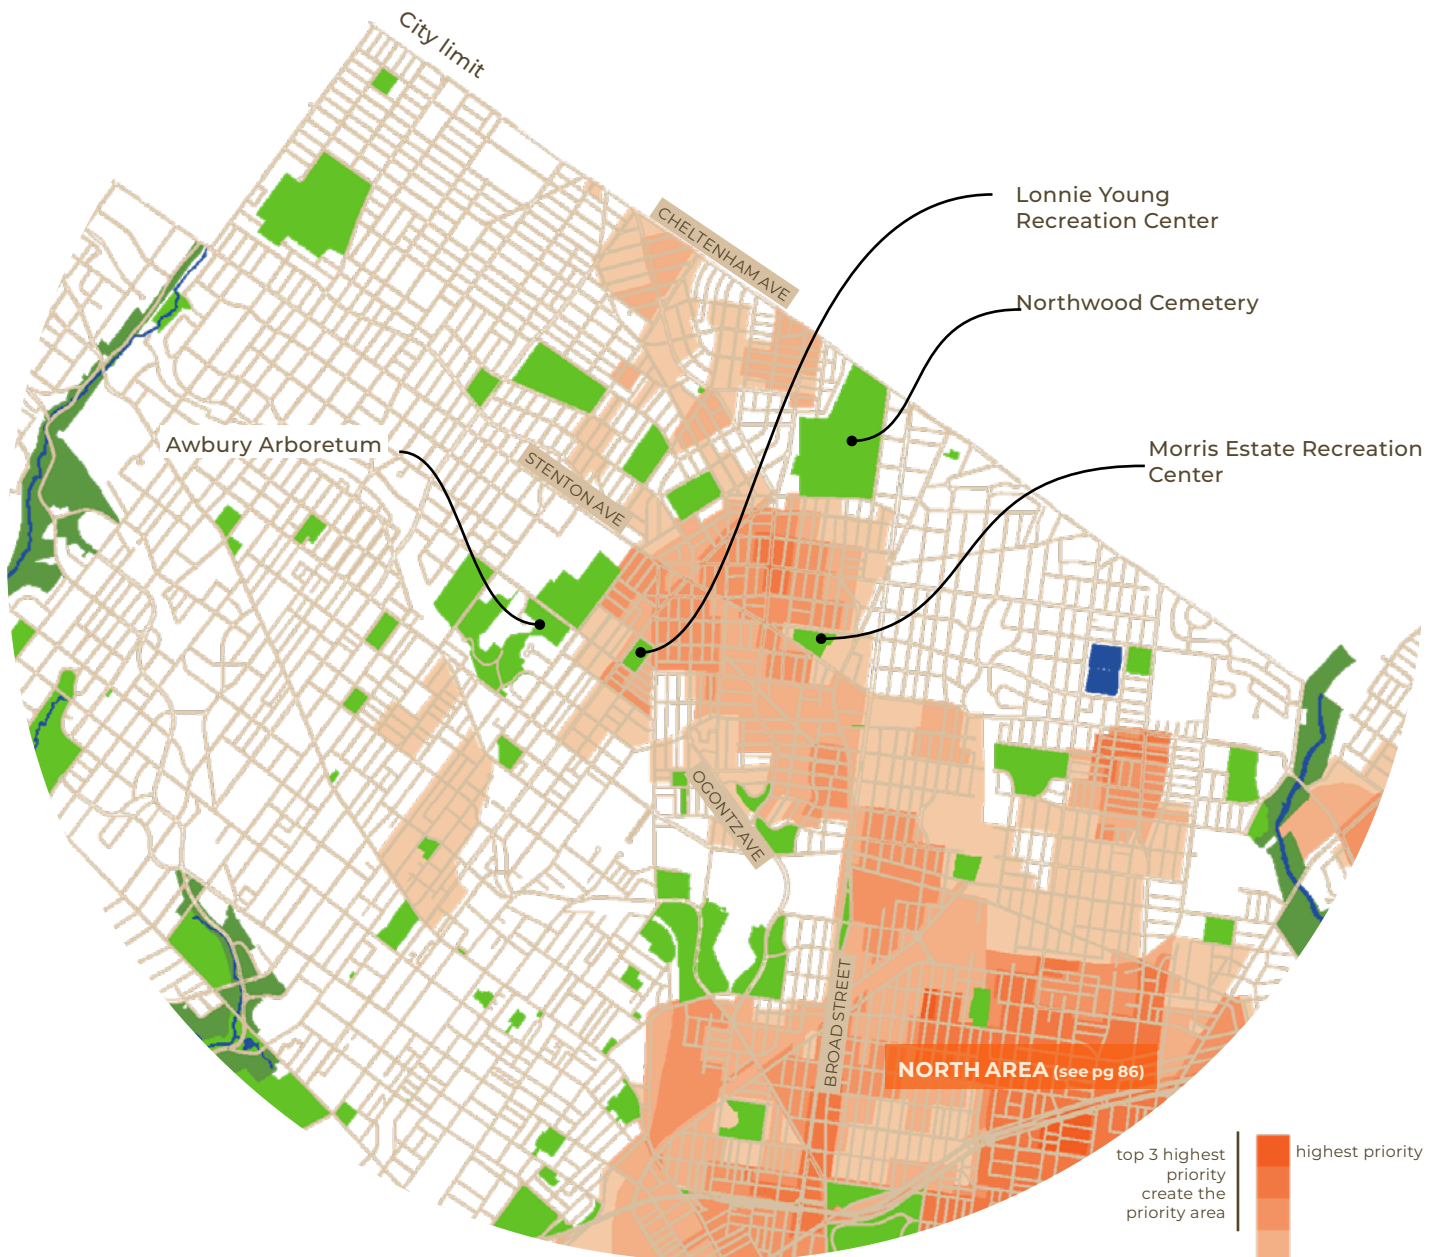 City limit
CHELTENHAM AVE
Lonnie Young
Recreation Center
Northwood Cemetery
Awbury Arboretum
Morris Estate Recreation
Center
STENTON AVE
OGONTZ AVE
BROAD STREET
NORTH AREA (see pg 86)
top 3 highest
priority
create the
priority area
highest priority